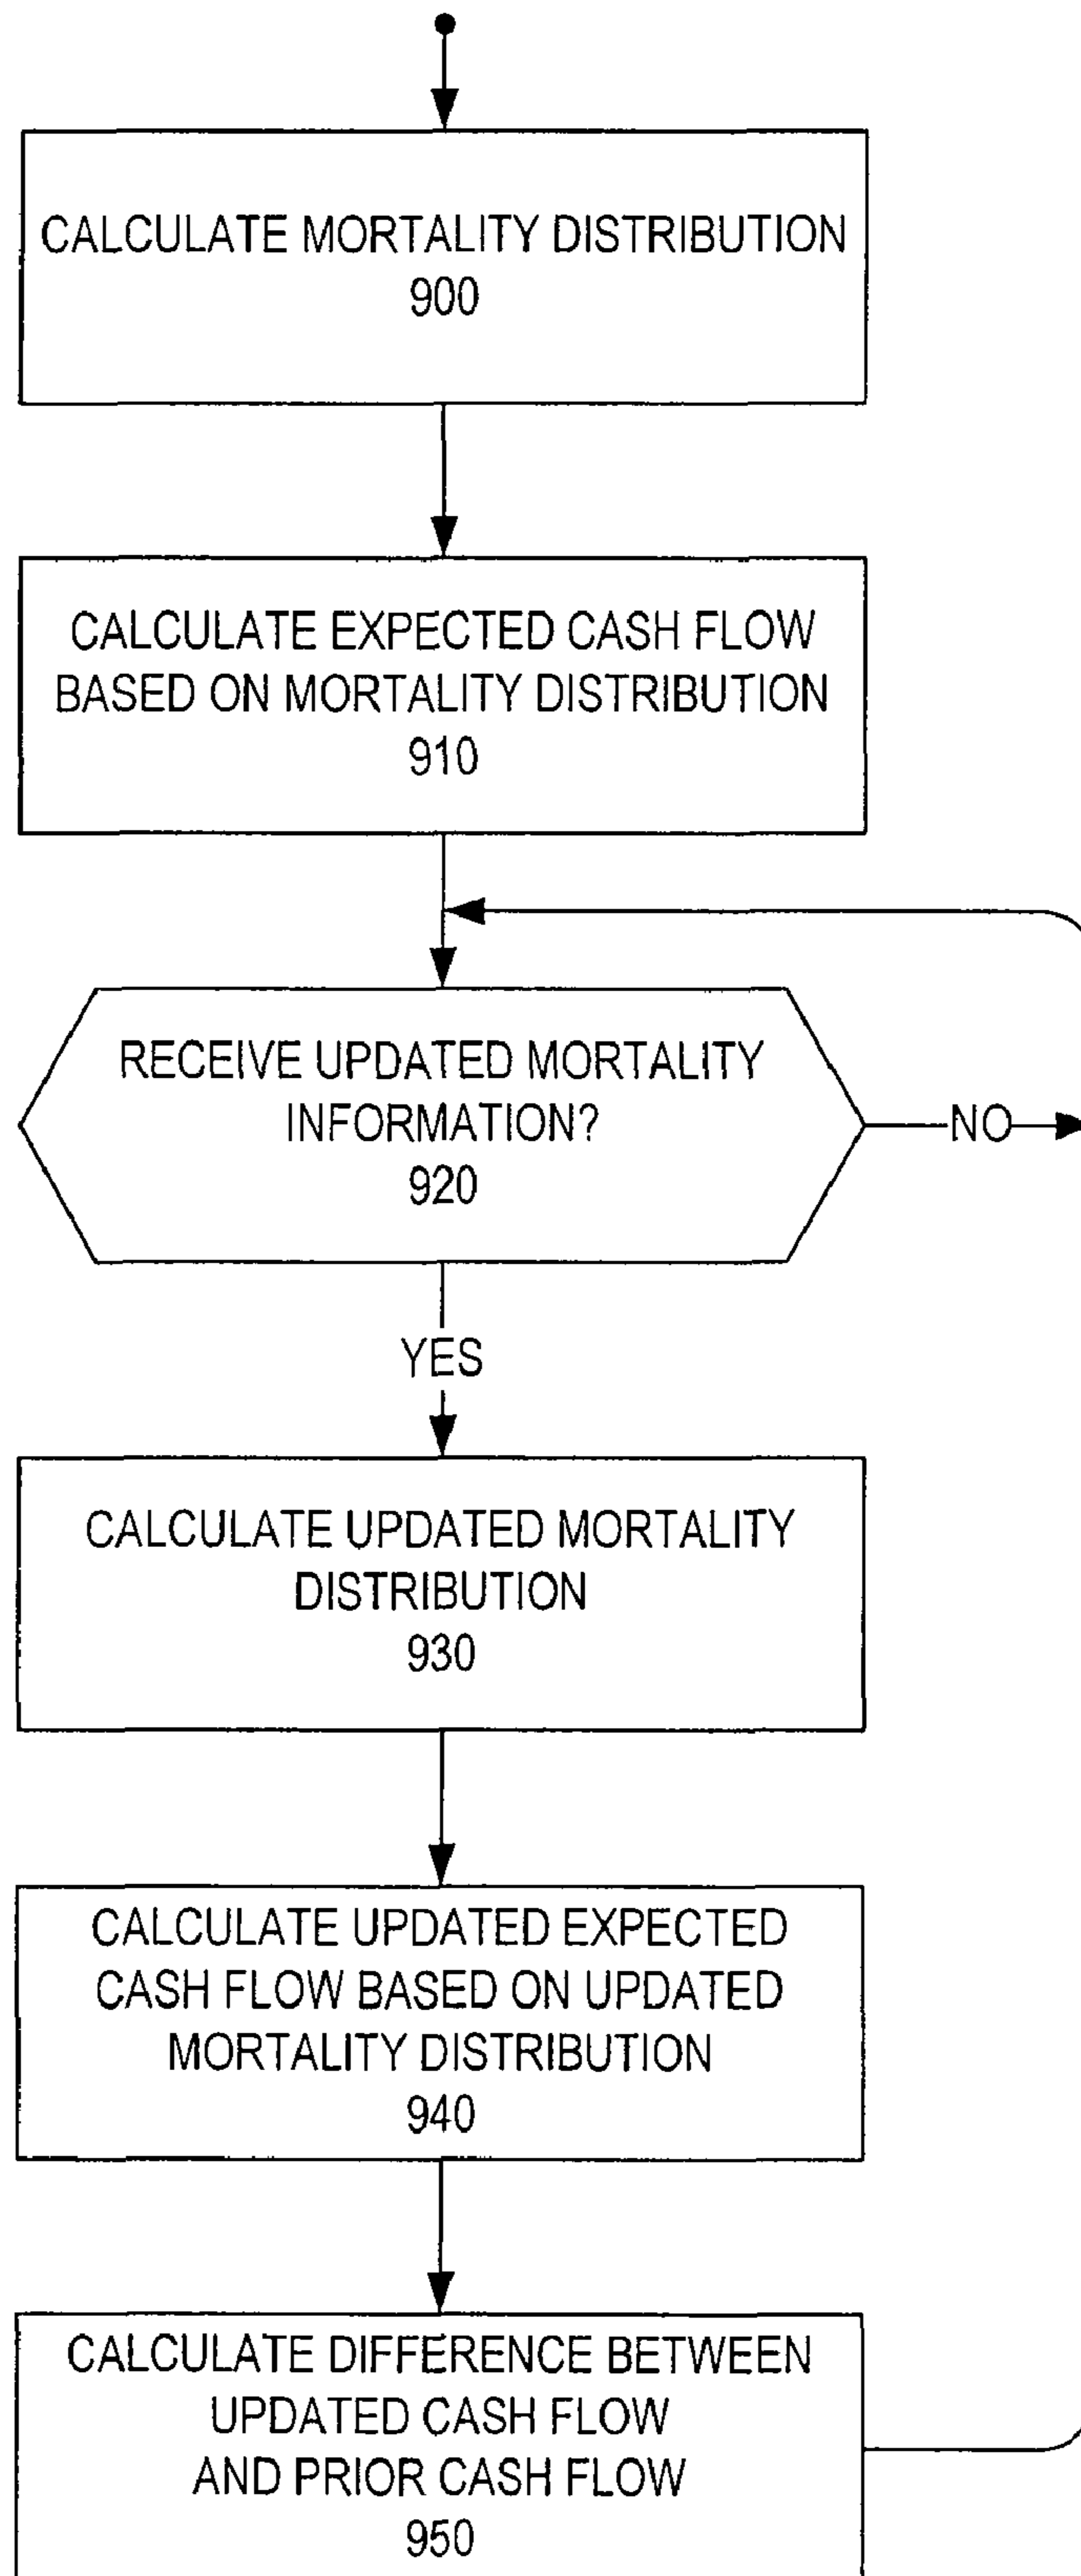 CALCULATE MORTALITY DISTRIBUTION
900
CALCULATE EXPECTED CASH FLOW
BASED ON MORTALITY DISTRIBUTION
910
RECEIVE UPDATED MORTALITY
INFORMATION?
920
NO
YES
CALCULATE UPDATED MORTALITY
DISTRIBUTION
930
CALCULATE UPDATED EXPECTED
CASH FLOW BASED ON UPDATED
MORTALITY DISTRIBUTION
940
CALCULATE DIFFERENCE BETWEEN
UPDATED CASH FLOW
AND PRIOR CASH FLOW
950